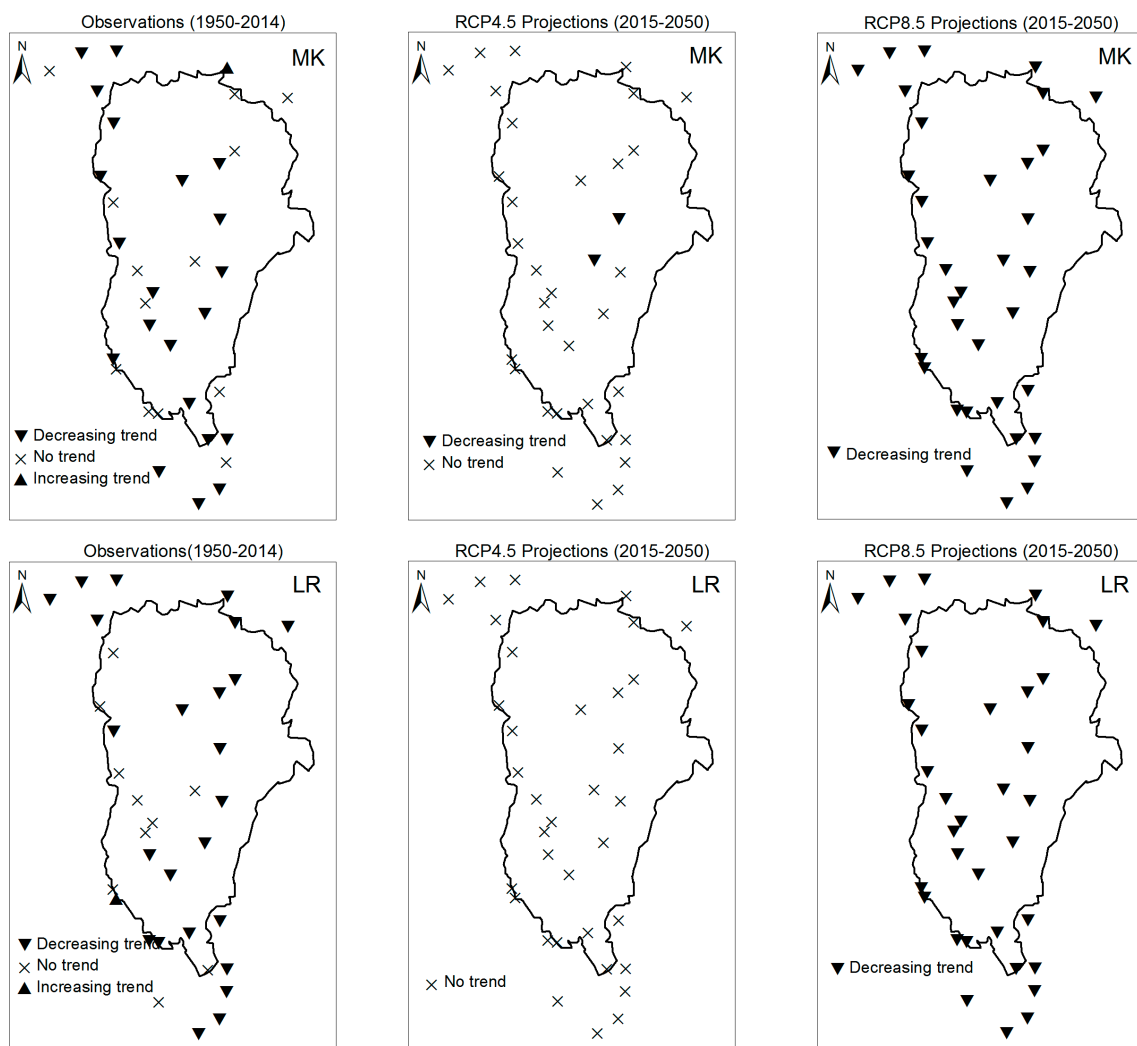 Observations (1950-2014)
N
MK
Decreasing trend
No trend
Increasing trend
RCP4.5 Projections (2015-2050)
N
MK
Decreasing trend
No trend
RCP8.5 Projections (2015-2050)
N
MK
Decreasing trend
Observations(1950-2014)
N
LR
Decreasing trend
No trend
Increasing trend
RCP4.5 Projections (2015-2050)
N
LR
No trend
RCP8.5 Projections (2015-2050)
N
LR
Decreasing trend